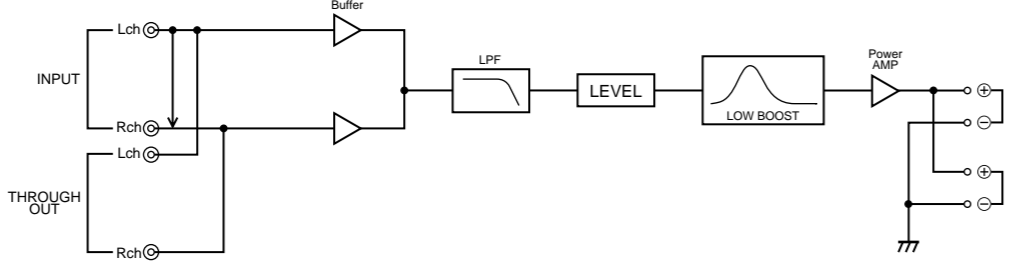 Buffer
Lch
INPUT
Rch
Lch
THROUGH
OUT
Rch
LPF
LEVEL
LOW BOOST
Power
AMP
+
−
+
−